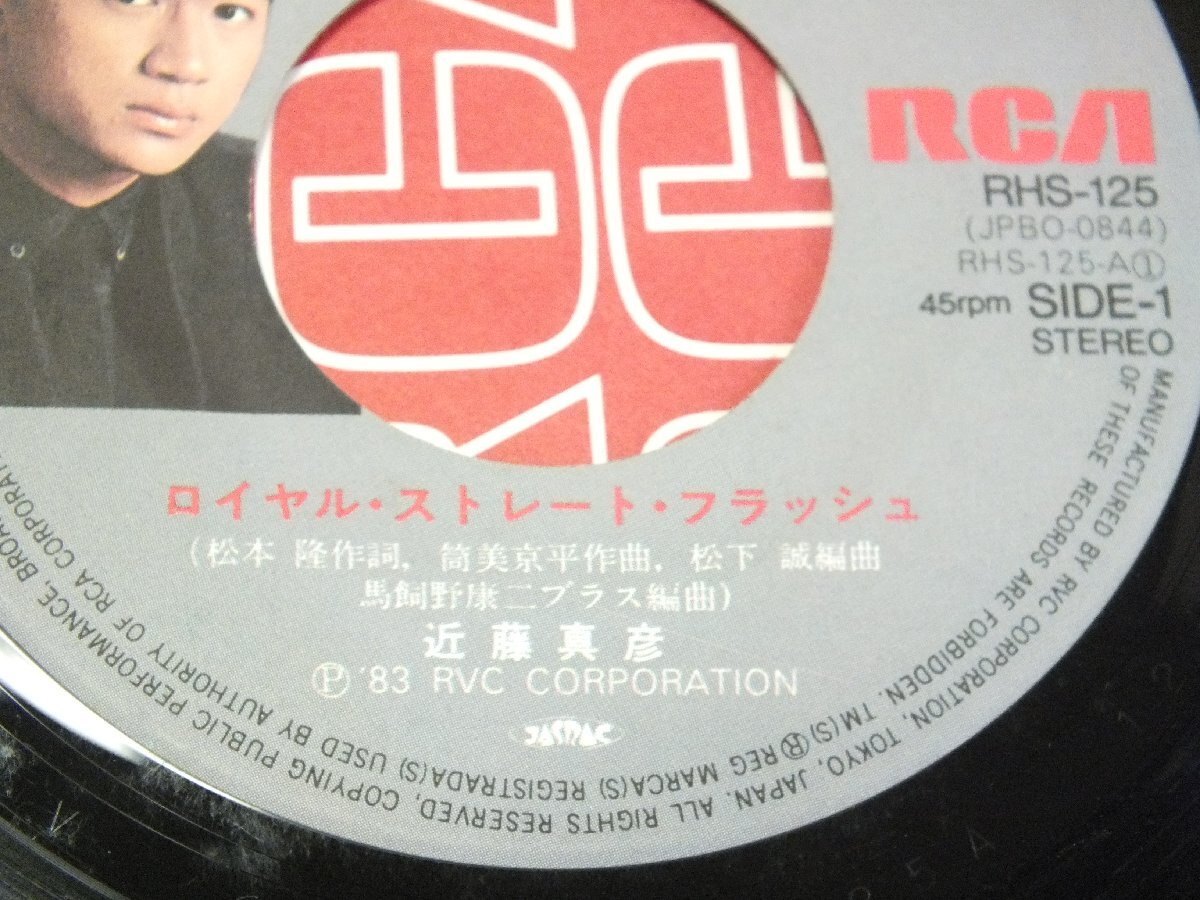 RCA
RHS-125
(JPBO-0844)
RHS-125-A①
45rpm SIDE-1
STEREO
ロイヤル・ストレート・フラッシュ
(松本 隆作詞, 筒美京平作曲, 松下 誠編曲
馬飼野康二ブラス編曲)
近藤真彦
Ⓟ '83 RVC CORPORATION
JASRAC
MANUFACTURED BY RVC CORPORATION, TOKYO, JAPAN. ALL RIGHTS RESERVED, COPYING PUBLIC PERFORMANCE,
OF THESE RECORDS ARE FORBIDDEN. TM(S)®REG MARCA(S) REGISTRADA(S) USED BY AUTHORITY OF RCA